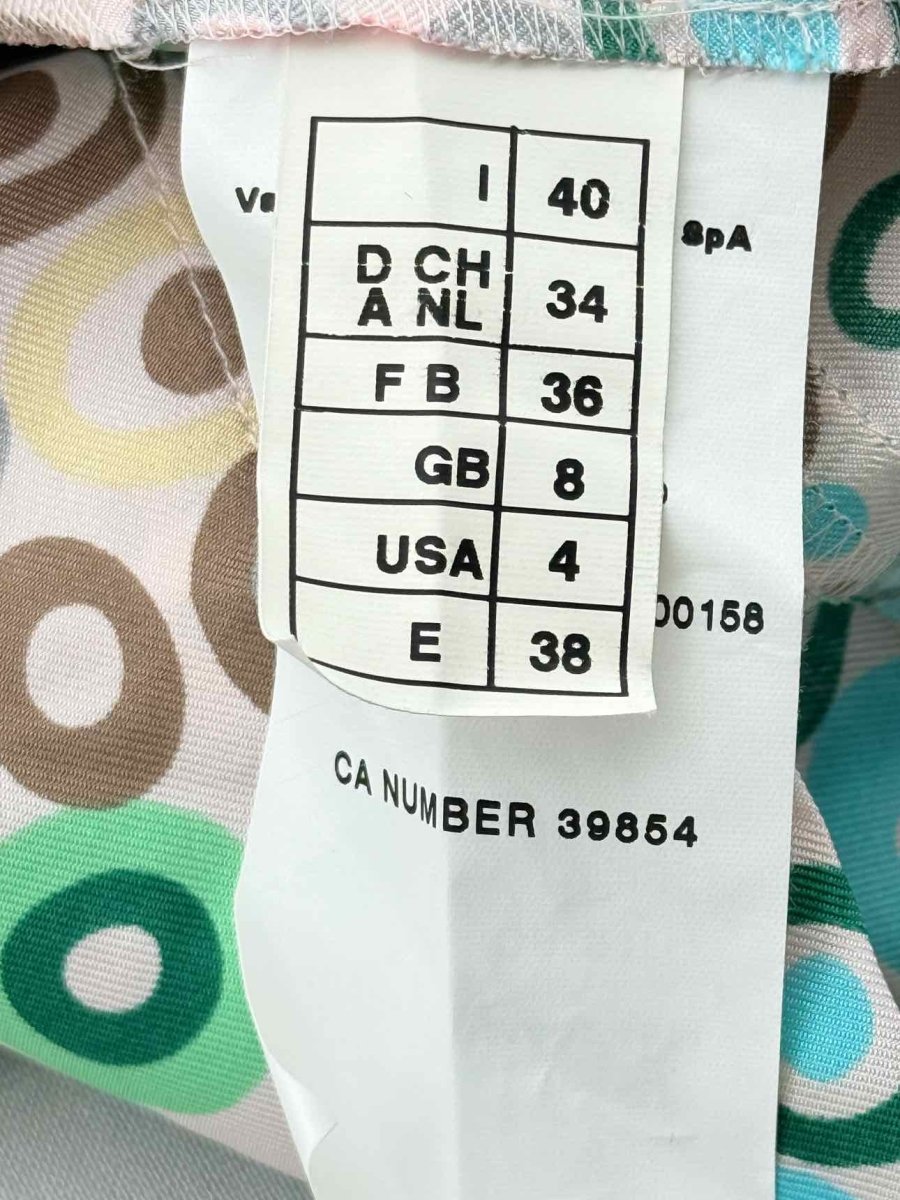 I 40
SpA
D CH
A NL 34
F B 36
GB 8
USA 4
00158
E 38
CA NUMBER 39854